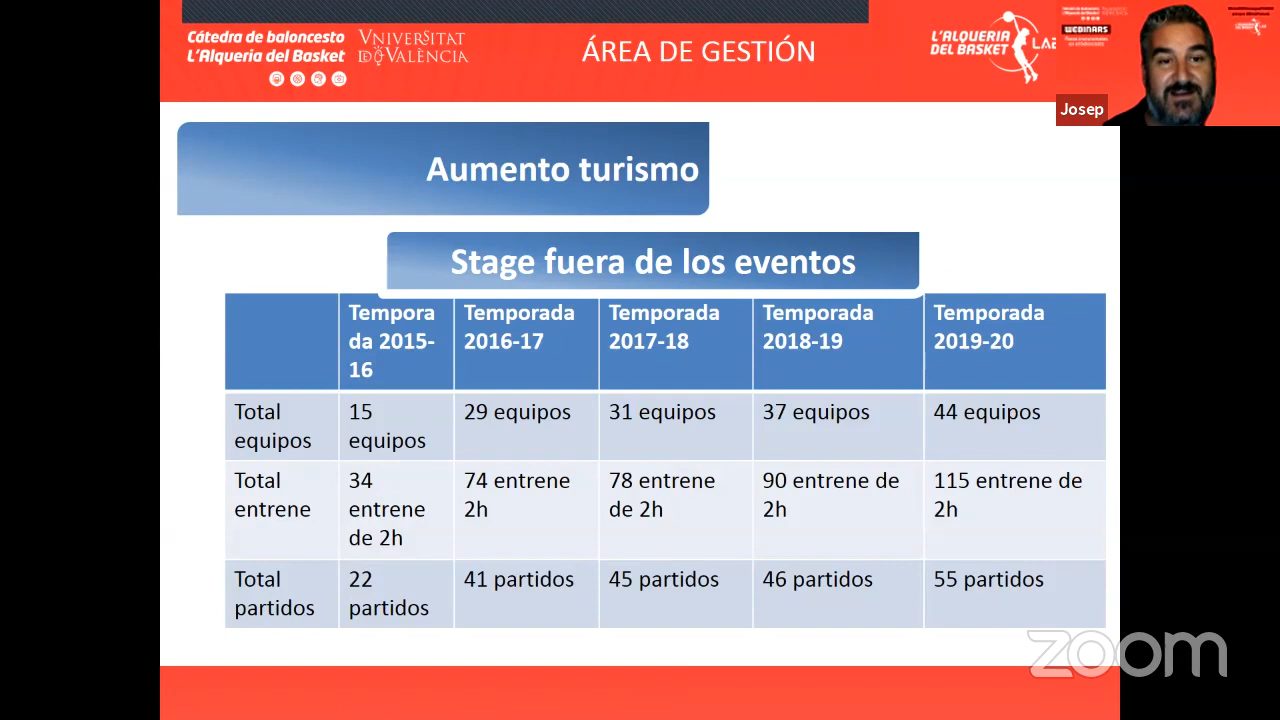 Cátedra de baloncesto
L'Alqueria del Basket
VNIVERSITAT
DE VALÈNCIA
ÁREA DE GESTIÓN
L'ALQUERIA
DEL BASKET
LAB
WEBINARS
Josep
Aumento turismo
Stage fuera de los eventos
Tempora
da 2015-
16
Temporada
2016-17
Temporada
2017-18
Temporada
2018-19
Temporada
2019-20
Total
equipos
15
equipos
29 equipos
31 equipos
37 equipos
44 equipos
Total
entrene
34
entrene
de 2h
74 entrene
2h
78 entrene
de 2h
90 entrene de
2h
115 entrene de
2h
Total
partidos
22
partidos
41 partidos
45 partidos
46 partidos
55 partidos
zoom